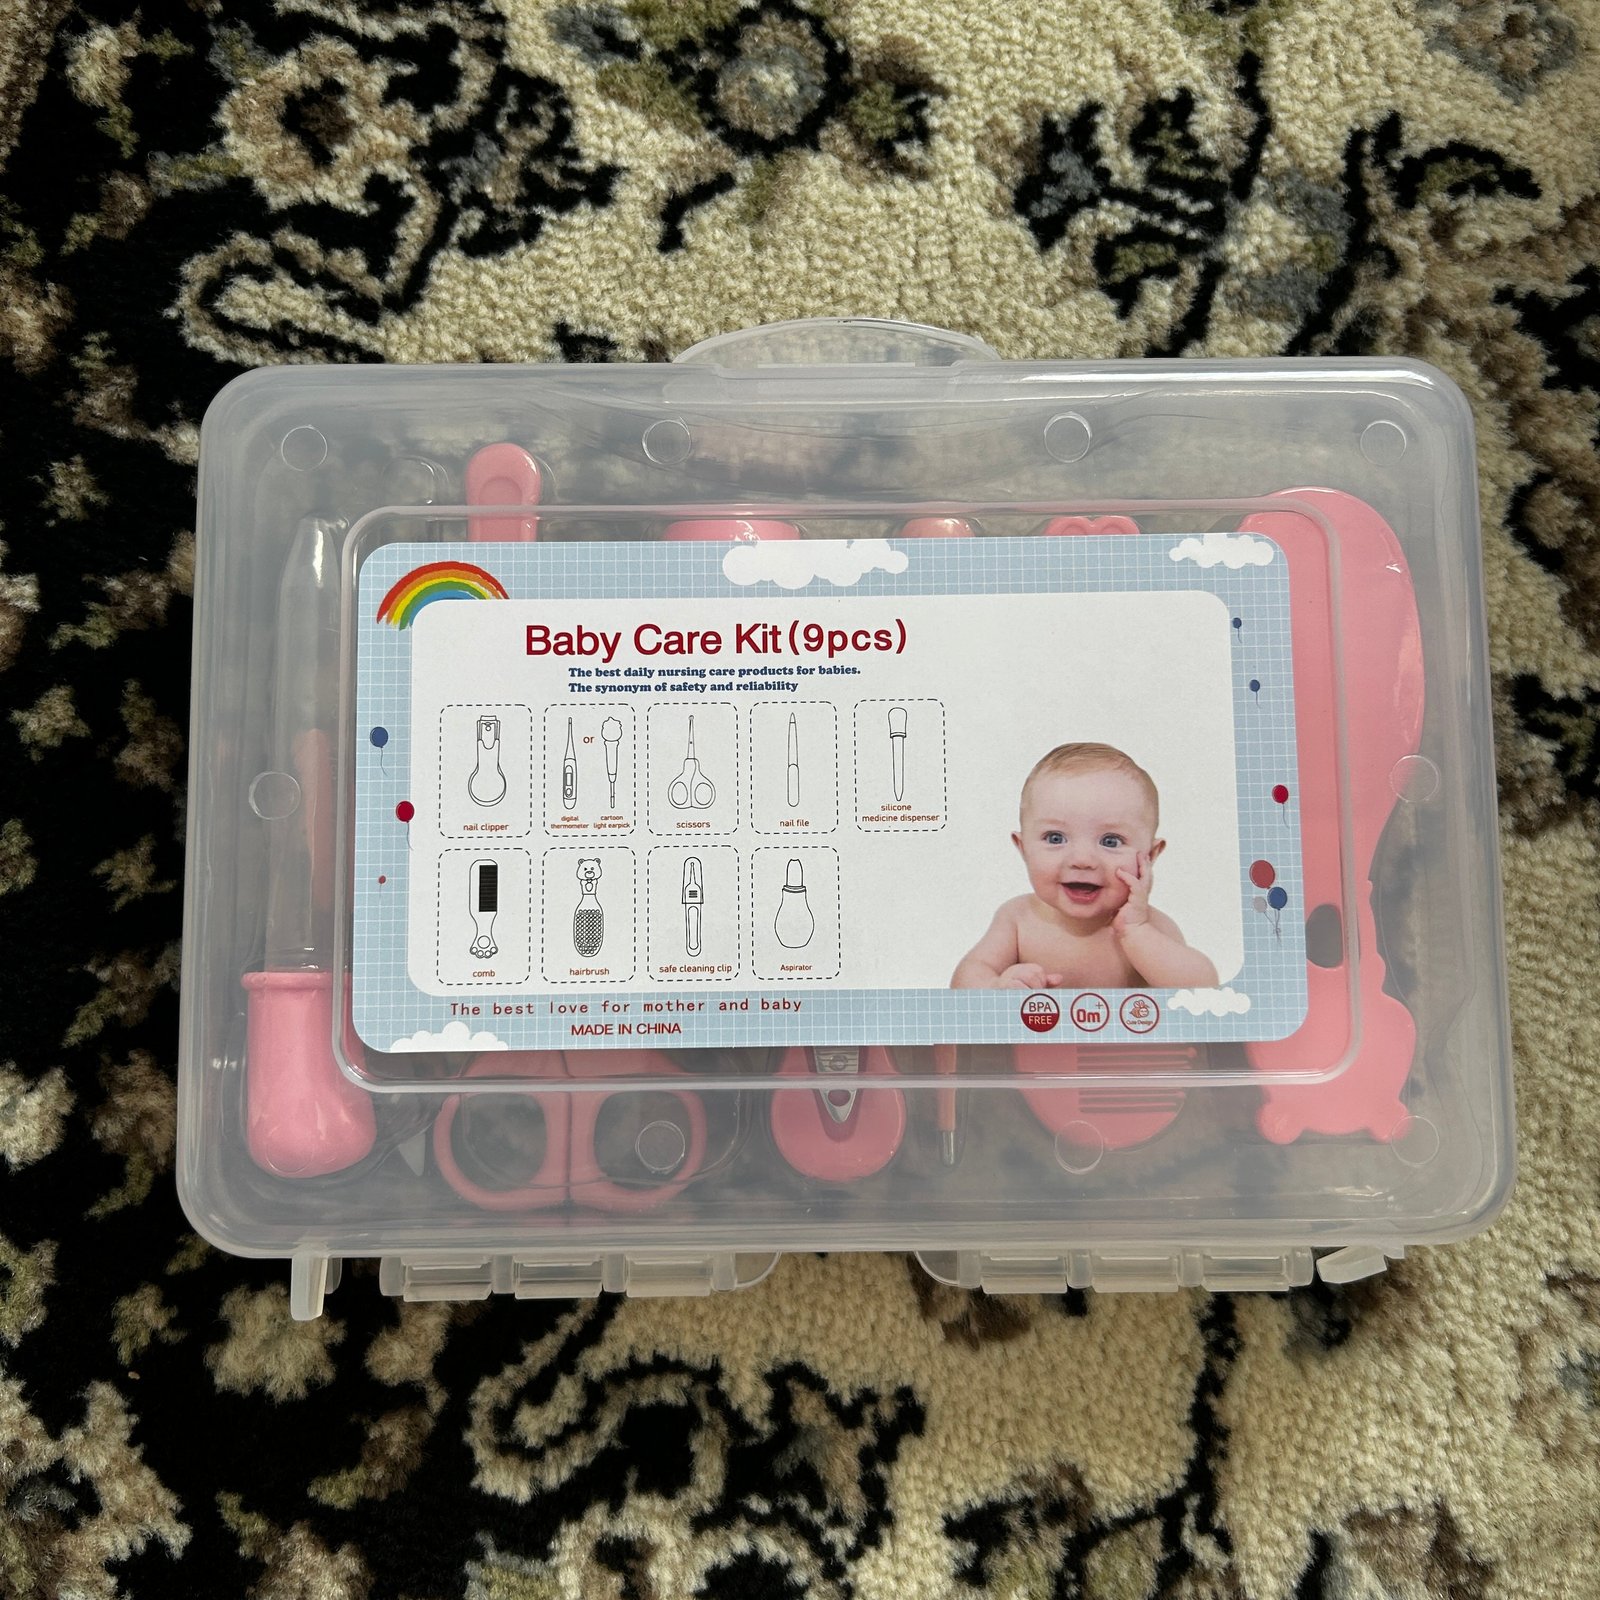 Baby Care Kit(9pcs)
The best daily nursing care products for babies.
The synonym of safety and reliability
nail clipper
or
digital thermometer
cartoon light earpick
scissors
nail file
silicone
medicine dispenser
comb
hairbrush
safe cleaning clip
Aspirator
The best love for mother and baby
MADE IN CHINA
BPA
FREE
0m+
Cute Design